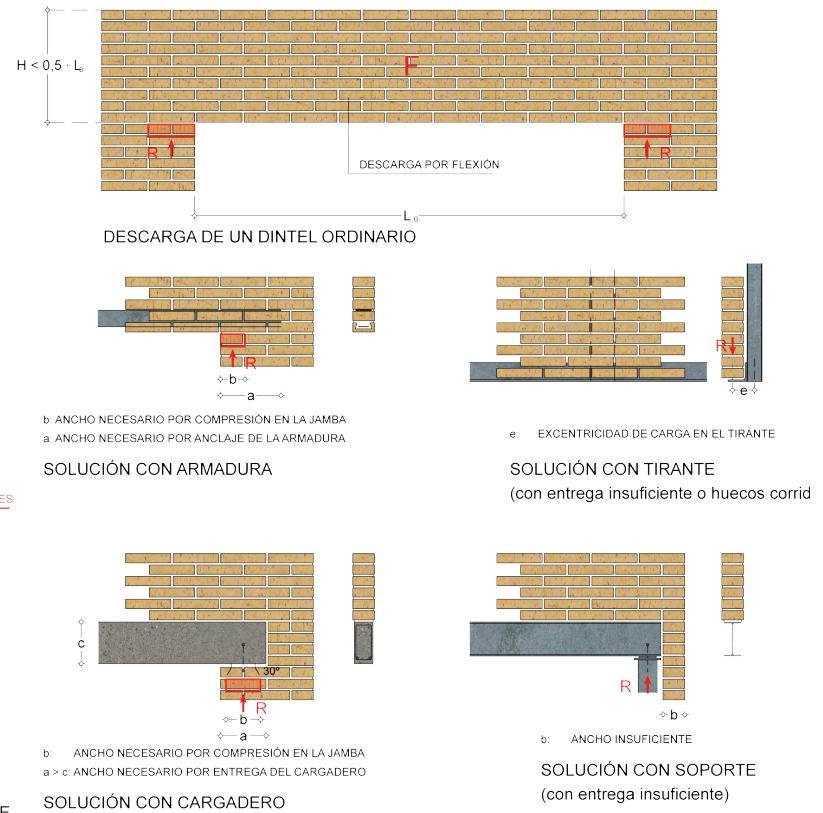 H < 0,5 · L₀
F
R
R
DESCARGA POR FLEXIÓN
L₀
DESCARGA DE UN DINTEL ORDINARIO
R
b
a
b: ANCHO NECESARIO POR COMPRESIÓN EN LA JAMBA
a: ANCHO NECESARIO POR ANCLAJE DE LA ARMADURA
SOLUCIÓN CON ARMADURA
R
e
e: EXCENTRICIDAD DE CARGA EN EL TIRANTE
SOLUCIÓN CON TIRANTE
(con entrega insuficiente o huecos corrid
ES
c
30º
R
b
a
b: ANCHO NECESARIO POR COMPRESIÓN EN LA JAMBA
a > c: ANCHO NECESARIO POR ENTREGA DEL CARGADERO
SOLUCIÓN CON CARGADERO
R
b
b: ANCHO INSUFICIENTE
SOLUCIÓN CON SOPORTE
(con entrega insuficiente)